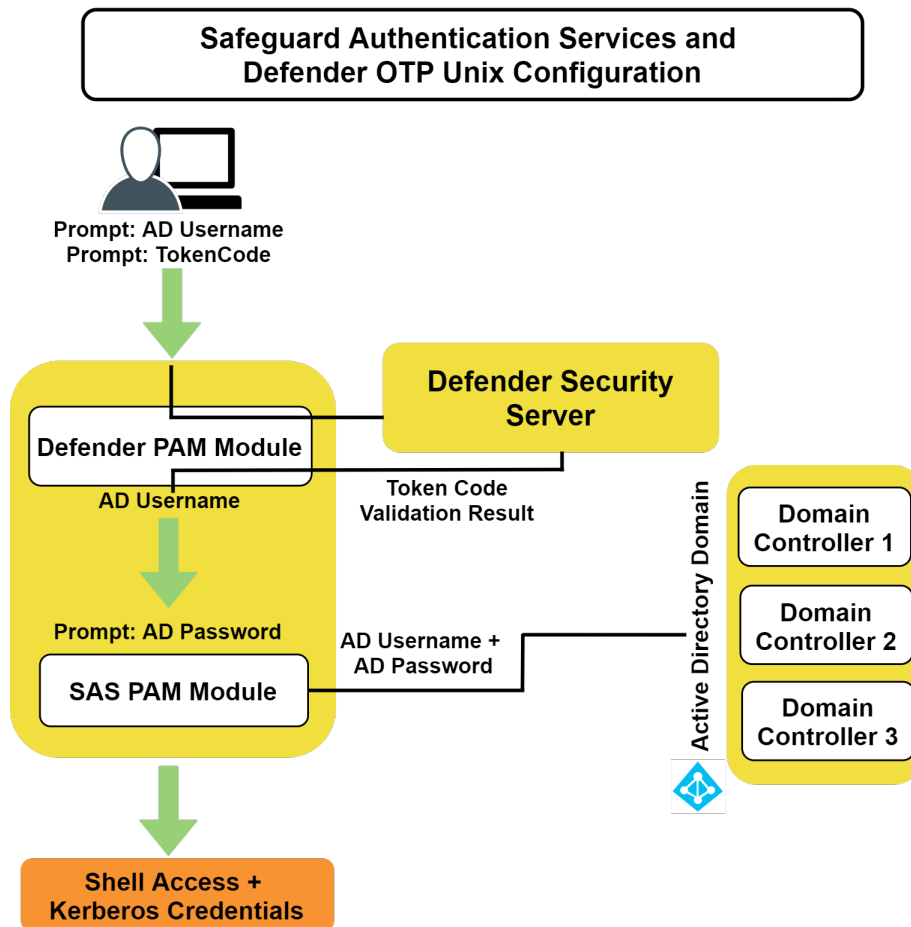 Safeguard Authentication Services and
Defender OTP Unix Configuration
Prompt: AD Username
Prompt: TokenCode
Defender Security
Server
Defender PAM Module
AD Username
Token Code
Validation Result
Prompt: AD Password
SAS PAM Module
AD Username +
AD Password
Active Directory Domain
Domain
Controller 1
Domain
Controller 2
Domain
Controller 3
Shell Access +
Kerberos Credentials